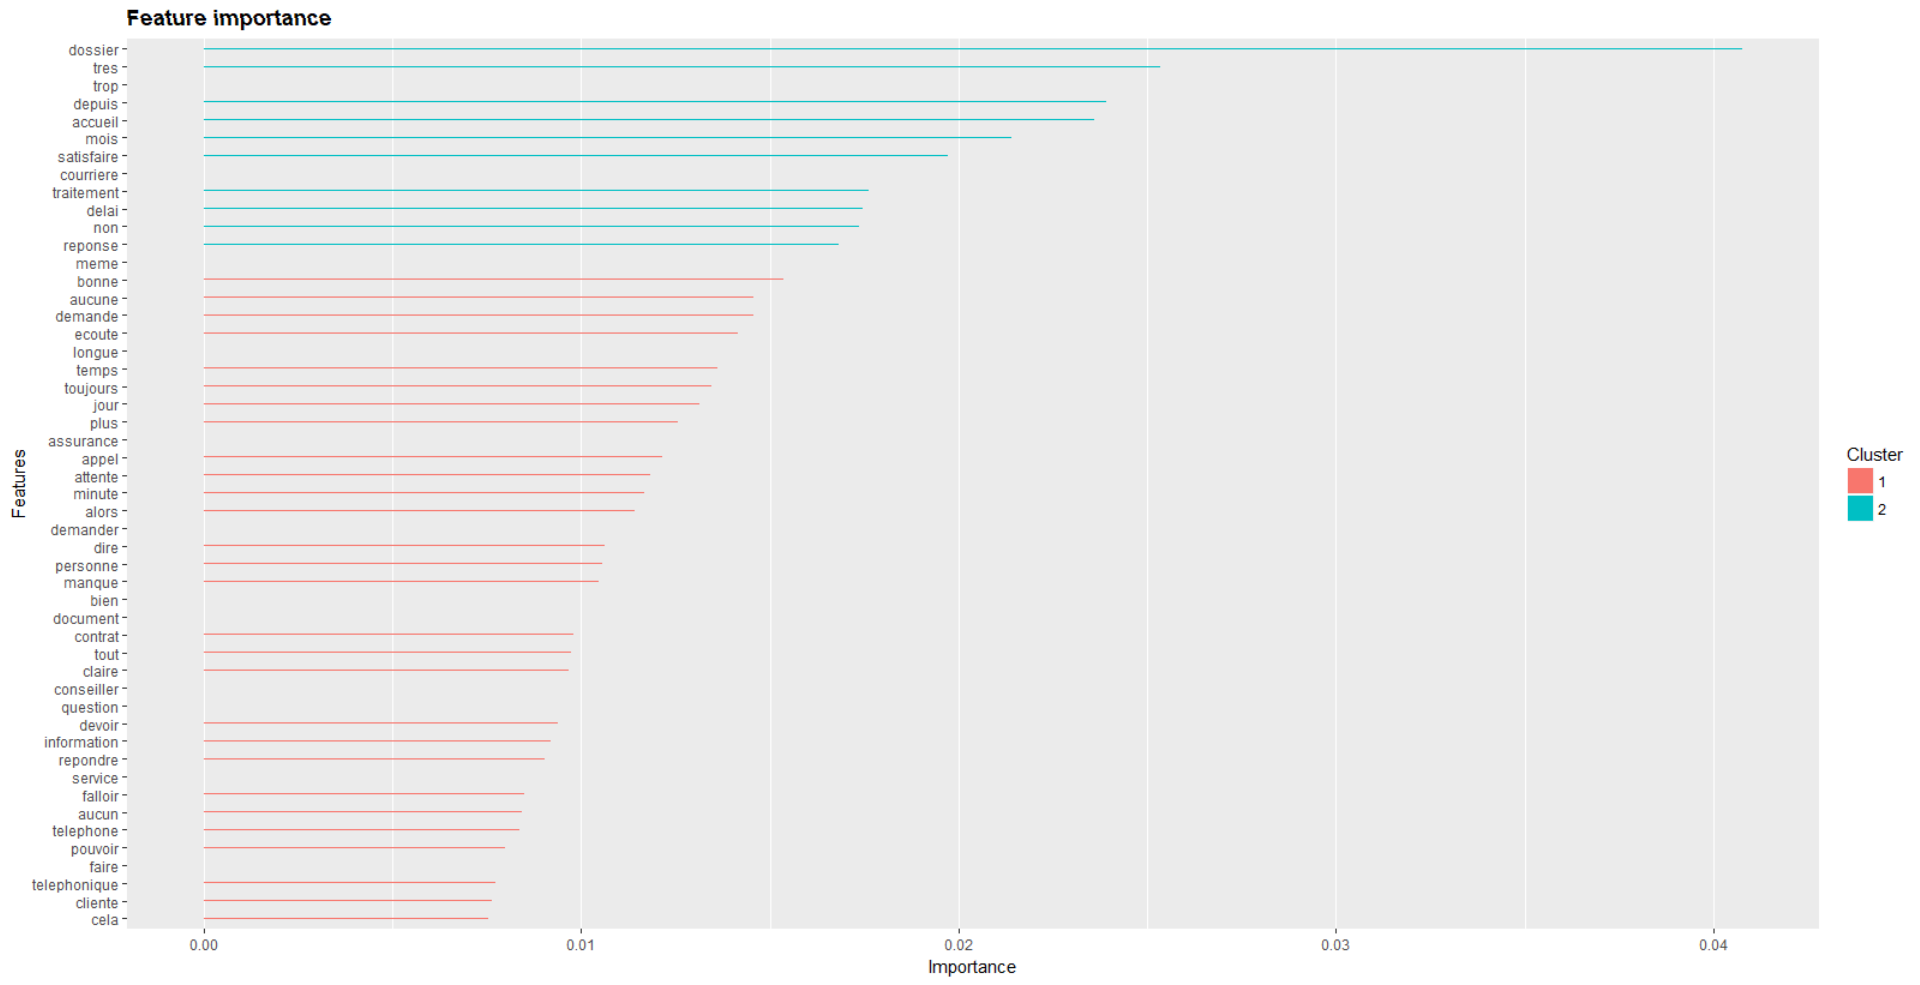 Feature importance
dossier
tres
trop
depuis
accueil
mois
satisfaire
courriere
traitement
delai
non
reponse
meme
bonne
aucune
demande
ecoute
longue
temps
toujours
jour
plus
assurance
appel
attente
minute
alors
demander
dire
personne
manque
bien
document
contrat
tout
claire
conseiller
question
devoir
information
repondre
service
falloir
aucun
telephone
pouvoir
faire
telephonique
cliente
cela
Features
0.00 0.01 0.02 0.03 0.04
Importance
Cluster
1
2